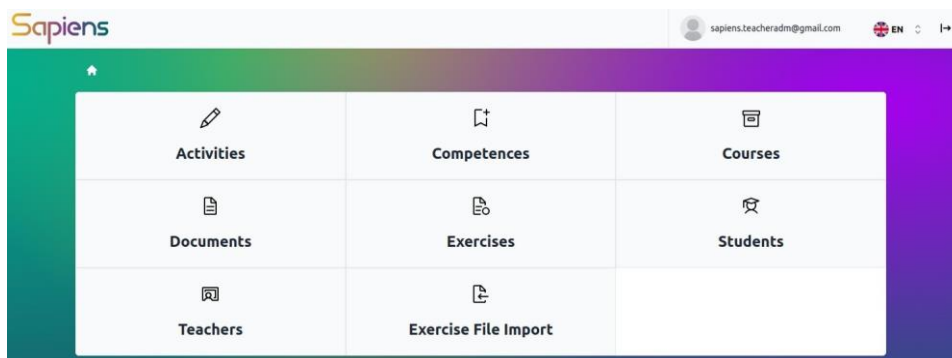 Sapiens
sapiens.teacheradm@gmail.com EN
Activities Competences Courses
Documents Exercises Students
Teachers Exercise File Import